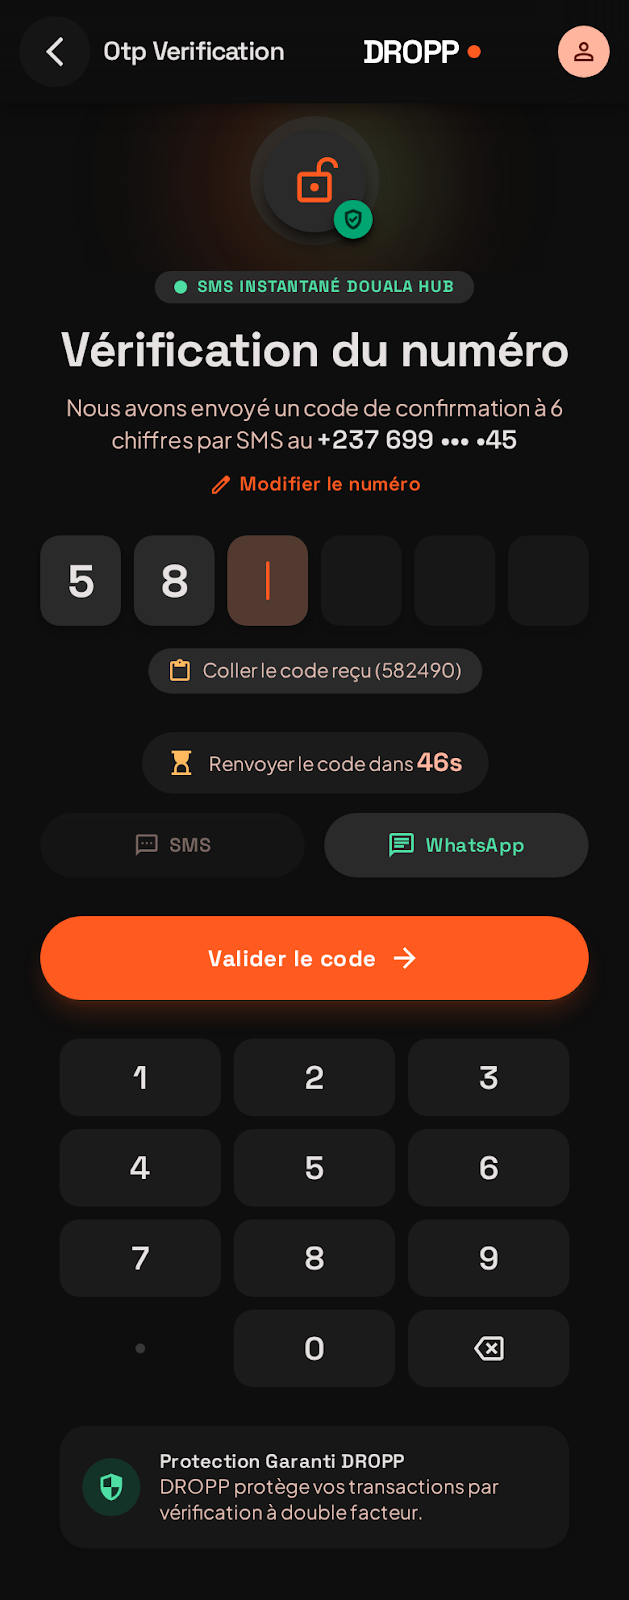 Otp Verification
DROPP
SMS INSTANTANÉ DOUALA HUB
Vérification du numéro
Nous avons envoyé un code de confirmation à 6
chiffres par SMS au +237 699 ••• •45
Modifier le numéro
5 8
Coller le code reçu (582490)
Renvoyer le code dans 46s
SMS WhatsApp
Valider le code
1 2 3
4 5 6
7 8 9
0
Protection Garanti DROPP
DROPP protège vos transactions par
vérification à double facteur.